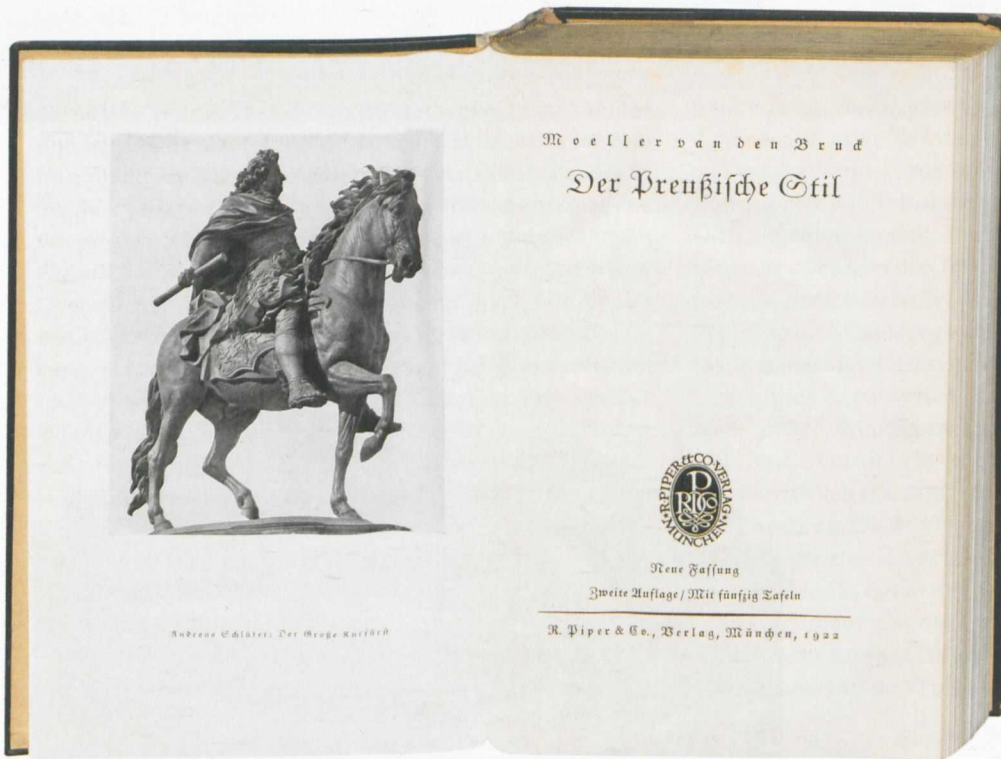 Andreas Schlüter: Der Große Kurfürst
Moeller van den Bruck
Der Preußische Stil
R·PIPER & CO VERLAG·MÜNCHEN·
Neue Fassung
Zweite Auflage / Mit fünfzig Tafeln
R. Piper & Co., Verlag, München, 1922